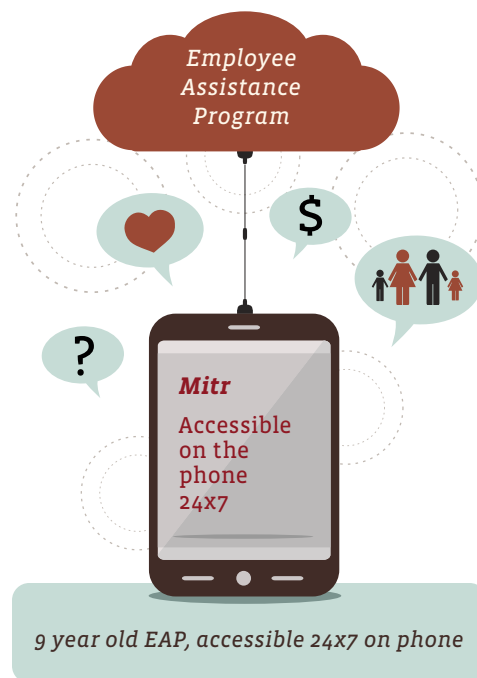 Employee
Assistance
Program
$
?
Mitr
Accessible
on the
phone
24x7
9 year old EAP, accessible 24x7 on phone